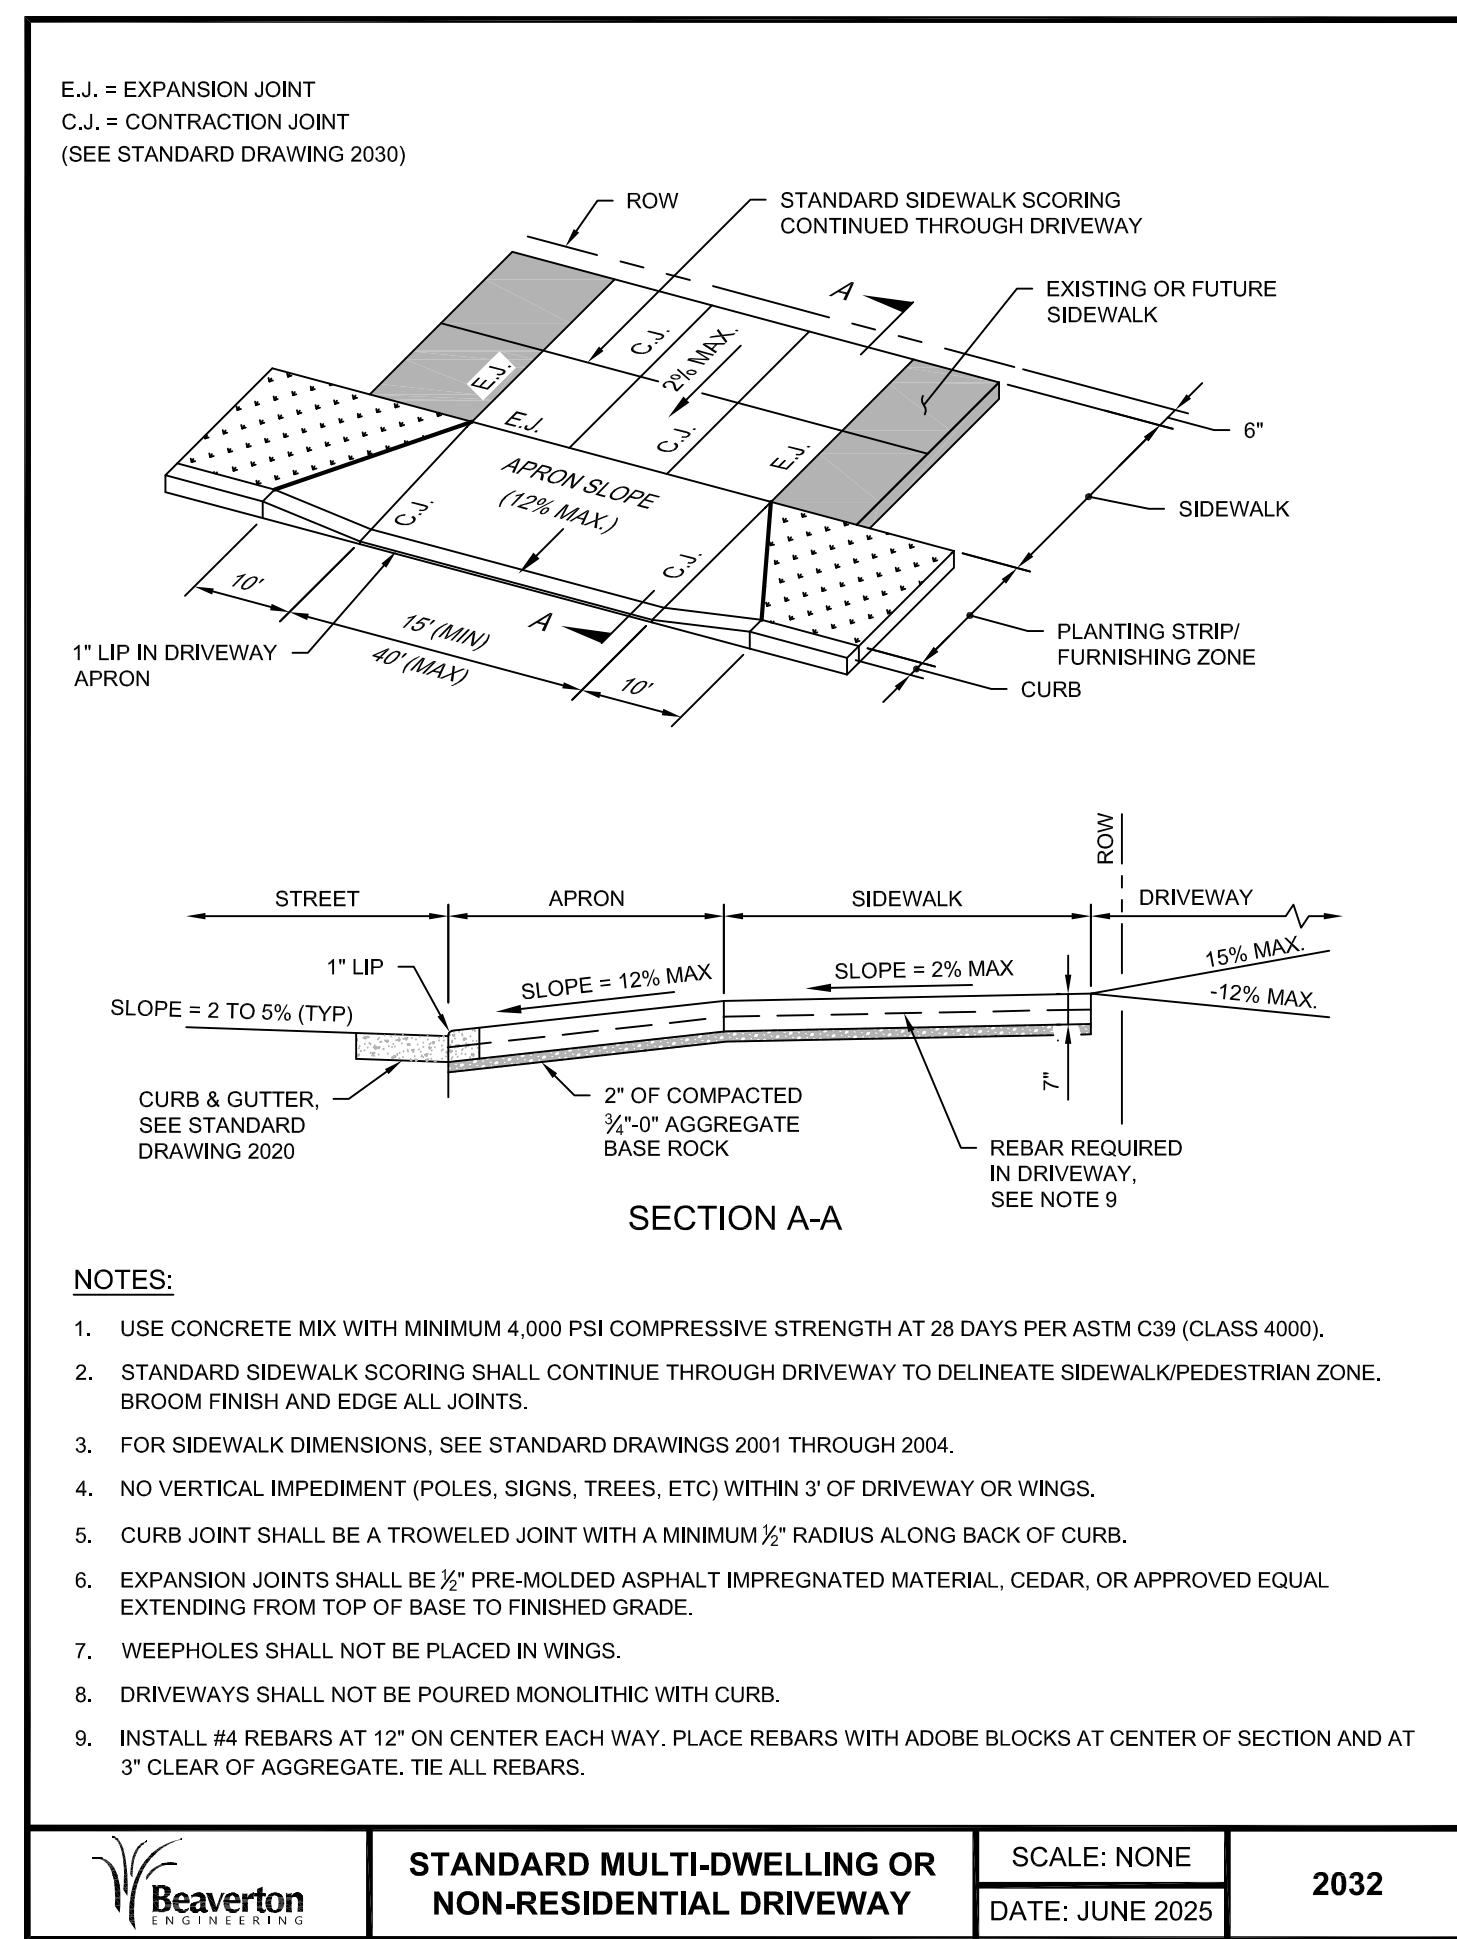 E.J. = EXPANSION JOINT
C.J. = CONTRACTION JOINT
(SEE STANDARD DRAWING 2030)
ROW
STANDARD SIDEWALK SCORING
CONTINUED THROUGH DRIVEWAY
A
EXISTING OR FUTURE
SIDEWALK
C.J.
2% MAX.
E.J.
E.J.
C.J.
E.J.
6"
APRON SLOPE
(12% MAX.)
SIDEWALK
C.J.
C.J.
10'
15' (MIN)
40' (MAX)
A
10'
1" LIP IN DRIVEWAY
APRON
PLANTING STRIP/
FURNISHING ZONE
CURB
ROW
STREET
APRON
SIDEWALK
DRIVEWAY
1" LIP
SLOPE = 12% MAX
SLOPE = 2% MAX
15% MAX.
-12% MAX.
SLOPE = 2 TO 5% (TYP)
7"
CURB & GUTTER,
SEE STANDARD
DRAWING 2020
2" OF COMPACTED
¾"-0" AGGREGATE
BASE ROCK
REBAR REQUIRED
IN DRIVEWAY,
SEE NOTE 9
SECTION A-A
NOTES:
1. USE CONCRETE MIX WITH MINIMUM 4,000 PSI COMPRESSIVE STRENGTH AT 28 DAYS PER ASTM C39 (CLASS 4000).
2. STANDARD SIDEWALK SCORING SHALL CONTINUE THROUGH DRIVEWAY TO DELINEATE SIDEWALK/PEDESTRIAN ZONE.
BROOM FINISH AND EDGE ALL JOINTS.
3. FOR SIDEWALK DIMENSIONS, SEE STANDARD DRAWINGS 2001 THROUGH 2004.
4. NO VERTICAL IMPEDIMENT (POLES, SIGNS, TREES, ETC) WITHIN 3' OF DRIVEWAY OR WINGS.
5. CURB JOINT SHALL BE A TROWELED JOINT WITH A MINIMUM ½" RADIUS ALONG BACK OF CURB.
6. EXPANSION JOINTS SHALL BE ½" PRE-MOLDED ASPHALT IMPREGNATED MATERIAL, CEDAR, OR APPROVED EQUAL
EXTENDING FROM TOP OF BASE TO FINISHED GRADE.
7. WEEPHOLES SHALL NOT BE PLACED IN WINGS.
8. DRIVEWAYS SHALL NOT BE POURED MONOLITHIC WITH CURB.
9. INSTALL #4 REBARS AT 12" ON CENTER EACH WAY. PLACE REBARS WITH ADOBE BLOCKS AT CENTER OF SECTION AND AT
3" CLEAR OF AGGREGATE. TIE ALL REBARS.
Beaverton
ENGINEERING
STANDARD MULTI-DWELLING OR
NON-RESIDENTIAL DRIVEWAY
SCALE: NONE
DATE: JUNE 2025
2032